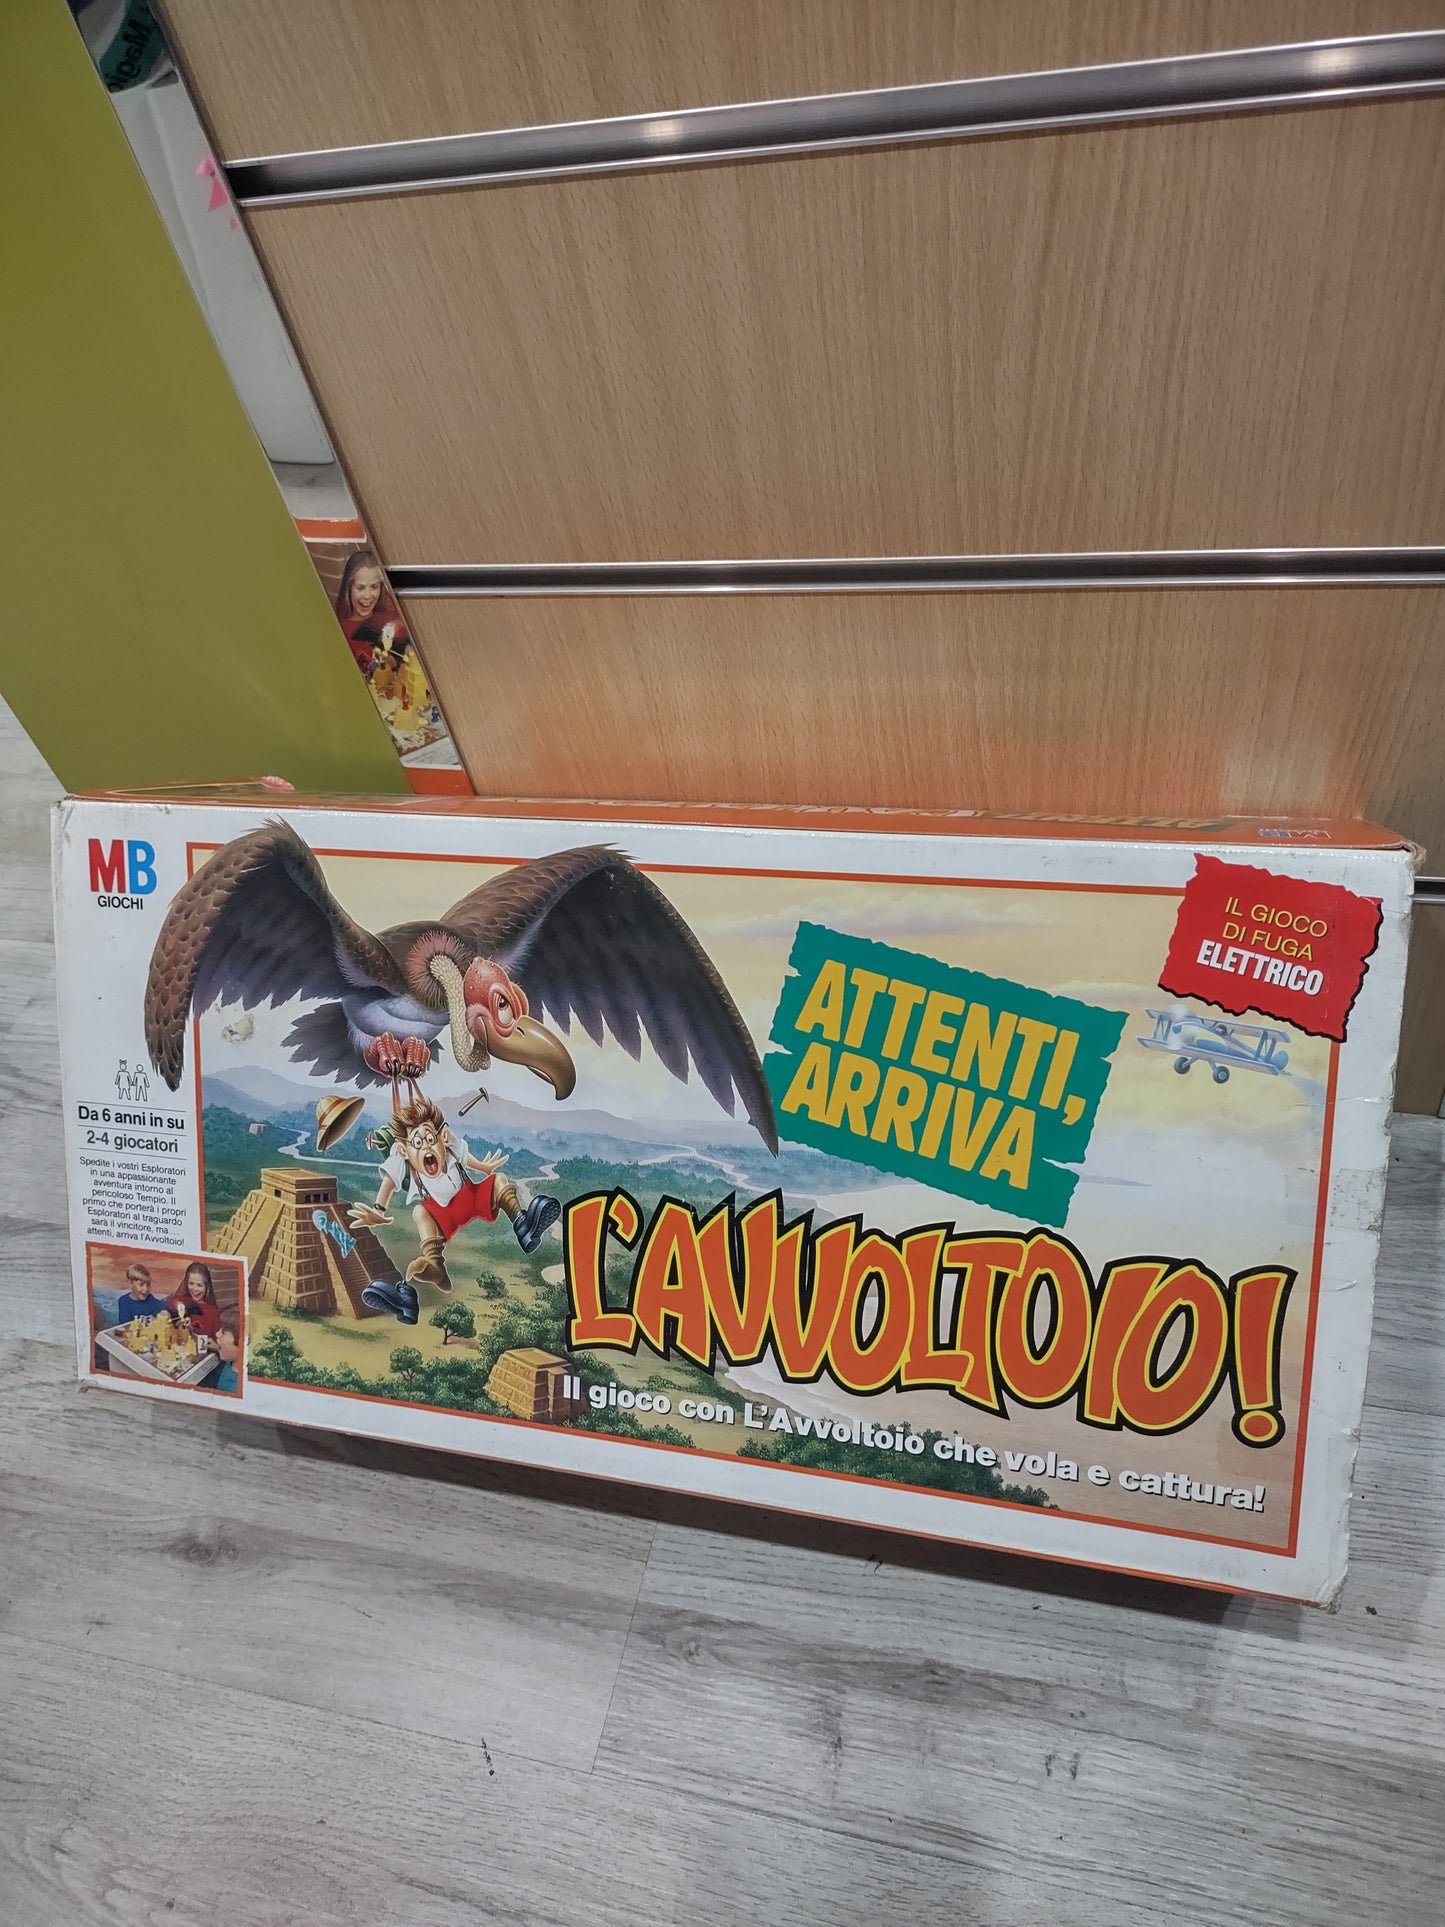 MB
GIOCHI
IL GIOCO
DI FUGA
ELETTRICO
ATTENTI,
ARRIVA
L'AVVOLTOIO!
Il gioco con L'Avvoltoio che vola e cattura!
Da 6 anni in su
2-4 giocatori
Spedite i vostri Esploratori
in una appassionante
avventura intorno al
pericoloso Tempio. Il
primo che porterà i propri
Esploratori al traguardo
sarà il vincitore, ma...
attenti, arriva l'Avvoltoio!